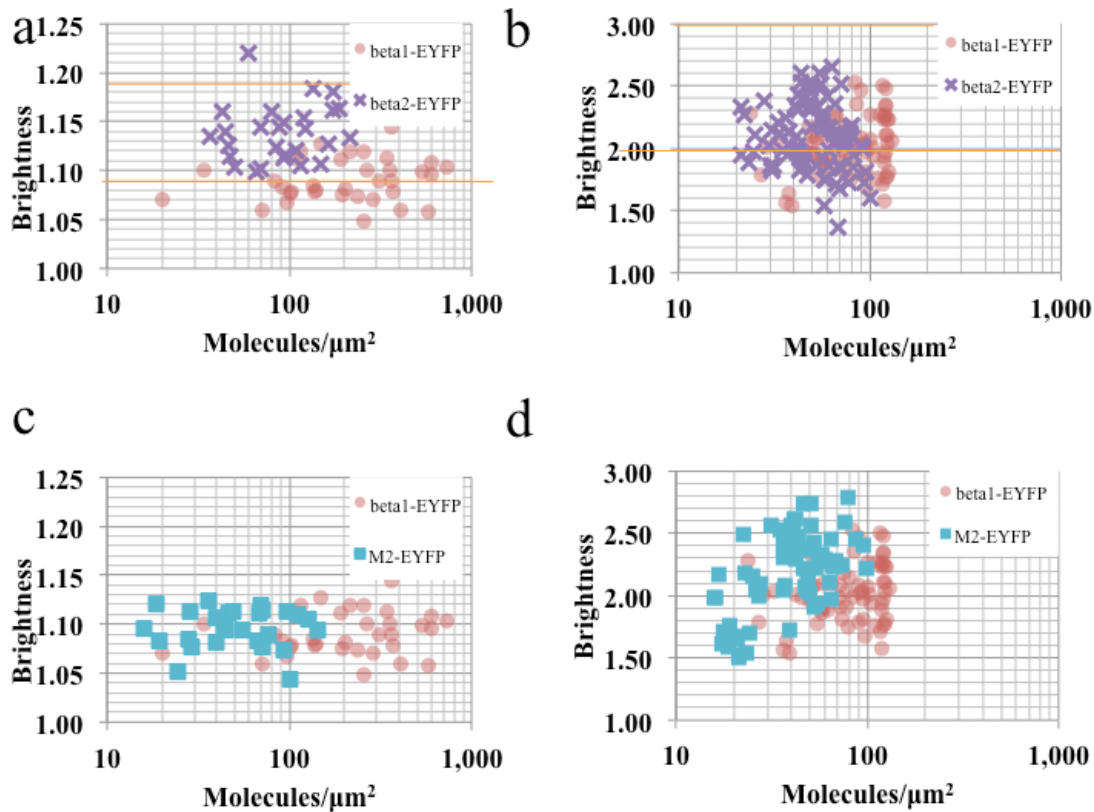 a
1.25
1.20
1.15
1.10
1.05
1.00
Brightness
beta1-EYFP
beta2-EYFP
10
100
1,000
Molecules/μm²
b
3.00
2.50
2.00
1.50
1.00
Brightness
beta1-EYFP
beta2-EYFP
10
100
1,000
Molecules/μm²
c
1.25
1.20
1.15
1.10
1.05
1.00
Brightness
beta1-EYFP
M2-EYFP
10
100
1,000
Molecules/μm²
d
3.00
2.50
2.00
1.50
1.00
Brightness
beta1-EYFP
M2-EYFP
10
100
1,000
Molecules/μm²